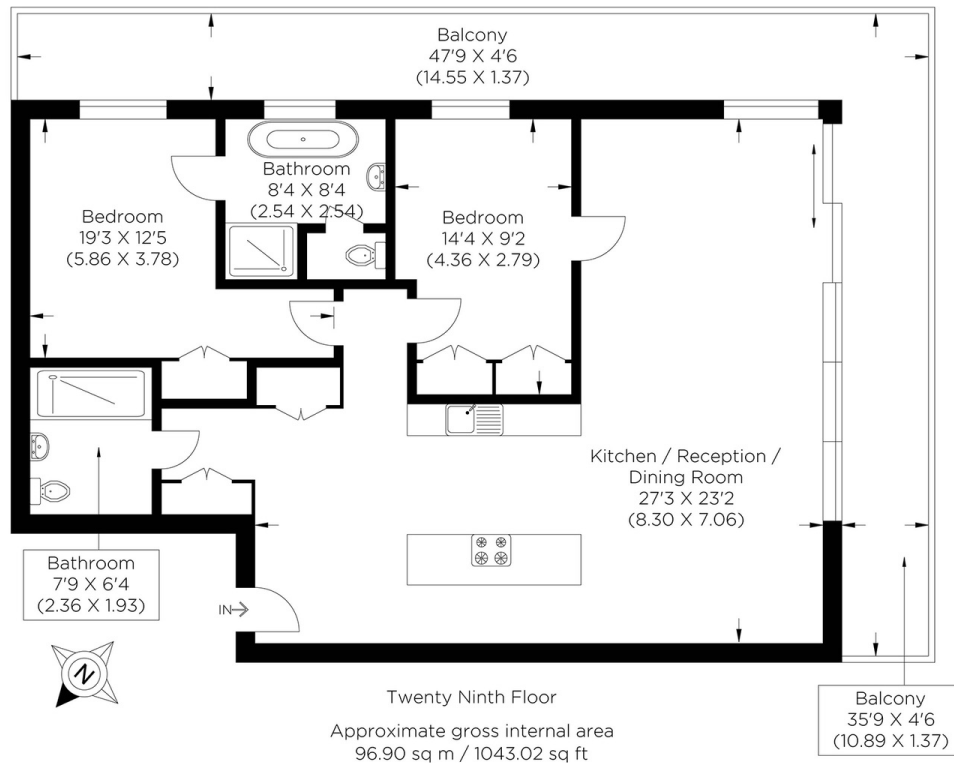 Balcony
47'9 X 4'6
(14.55 X 1.37)
Bathroom
8'4 X 8'4
(2.54 X 2.54)
Bedroom
19'3 X 12'5
(5.86 X 3.78)
Bedroom
14'4 X 9'2
(4.36 X 2.79)
Kitchen / Reception /
Dining Room
27'3 X 23'2
(8.30 X 7.06)
Bathroom
7'9 X 6'4
(2.36 X 1.93)
IN
N
Balcony
35'9 X 4'6
(10.89 X 1.37)
Twenty Ninth Floor
Approximate gross internal area
96.90 sq m / 1043.02 sq ft